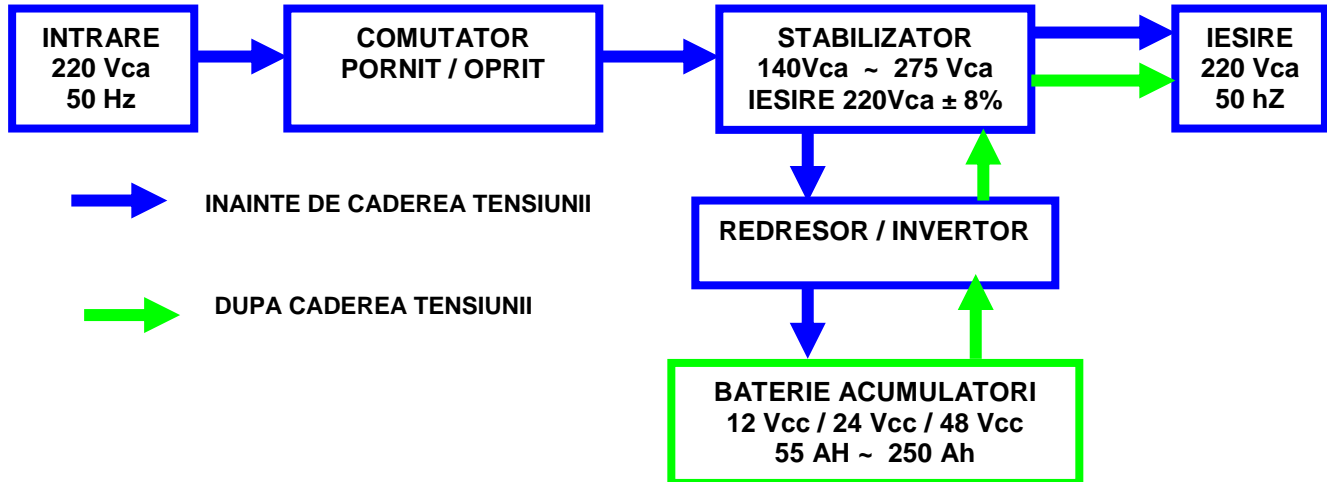 INTRARE
220 Vca
50 Hz
COMUTATOR
PORNIT / OPRIT
STABILIZATOR
140Vca ~ 275 Vca
IESIRE 220Vca ± 8%
IESIRE
220 Vca
50 hZ
INAINTE DE CADEREA TENSIUNII
REDRESOR / INVERTOR
DUPA CADEREA TENSIUNII
BATERIE ACUMULATORI
12 Vcc / 24 Vcc / 48 Vcc
55 AH ~ 250 Ah